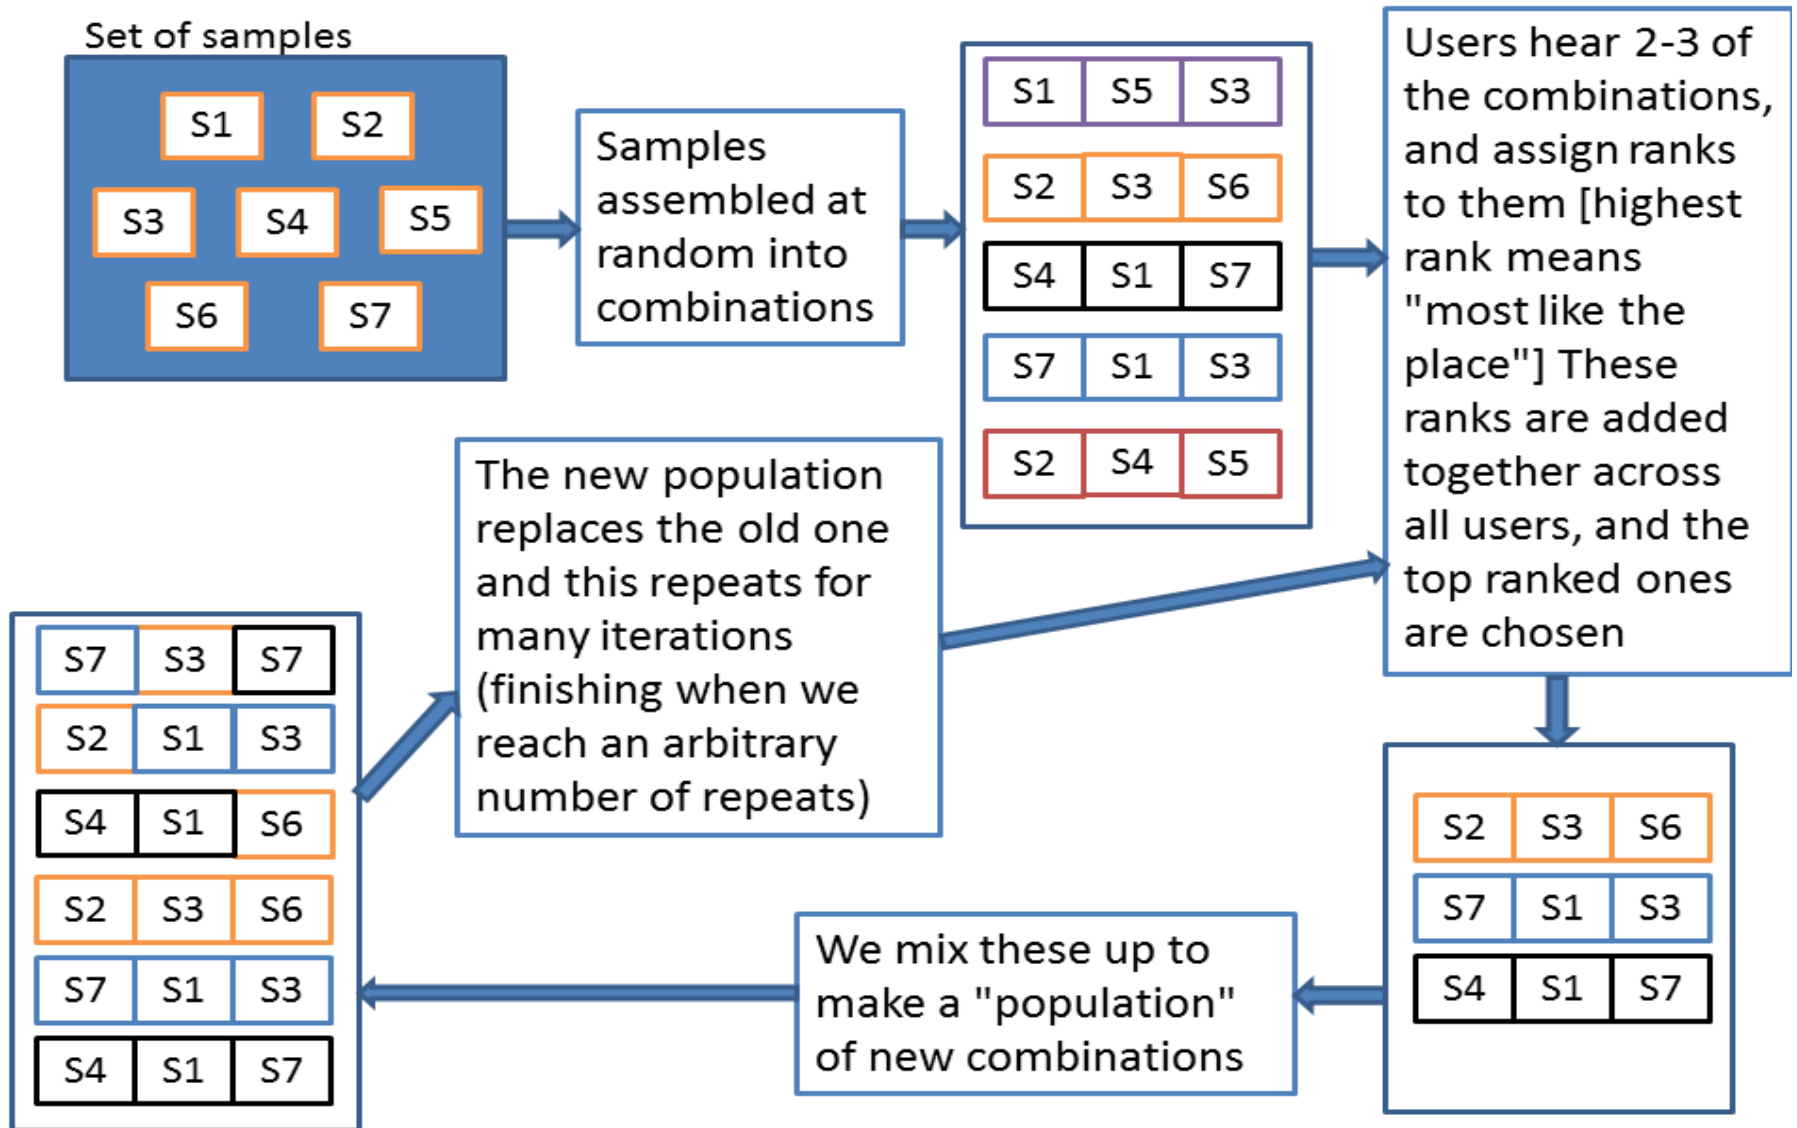 Set of samples
S1 S2
S3 S4 S5
S6 S7
Samples
assembled at
random into
combinations
S1 S5 S3
S2 S3 S6
S4 S1 S7
S7 S1 S3
S2 S4 S5
Users hear 2-3 of
the combinations,
and assign ranks
to them [highest
rank means
"most like the
place"] These
ranks are added
together across
all users, and the
top ranked ones
are chosen
S2 S3 S6
S7 S1 S3
S4 S1 S7
We mix these up to
make a "population"
of new combinations
S7 S3 S7
S2 S1 S3
S4 S1 S6
S2 S3 S6
S7 S1 S3
S4 S1 S7
The new population
replaces the old one
and this repeats for
many iterations
(finishing when we
reach an arbitrary
number of repeats)